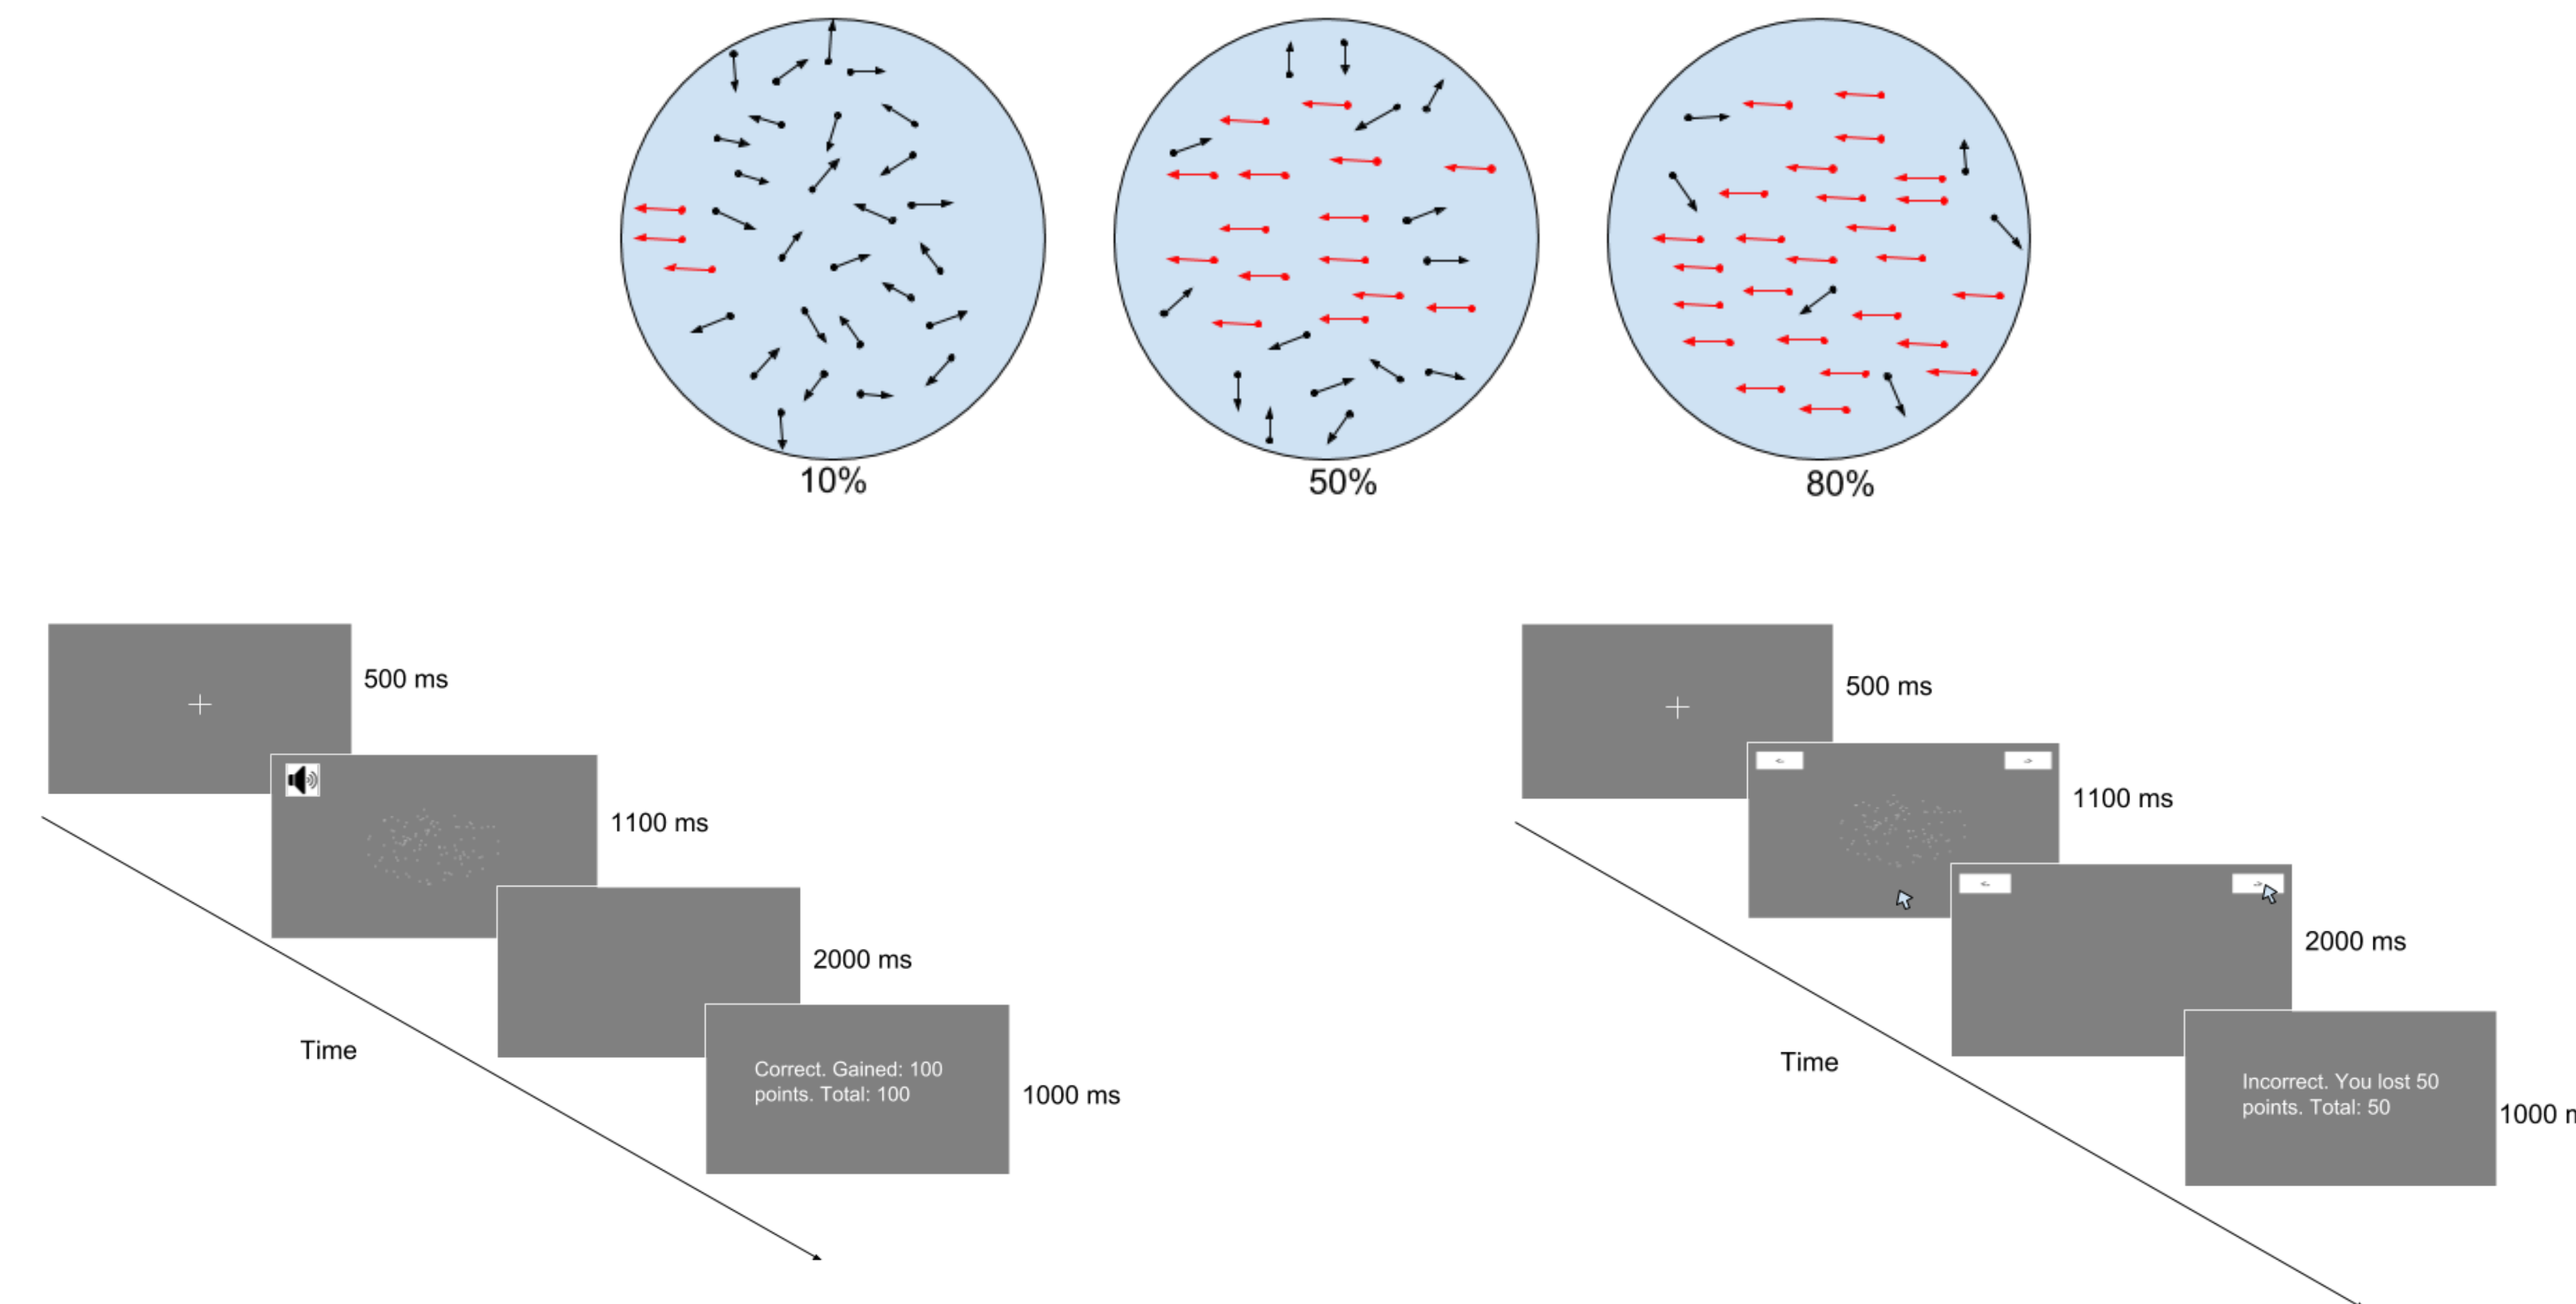 10%
50%
80%
500 ms
1100 ms
2000 ms
Correct. Gained: 100
points. Total: 100
1000 ms
Time
500 ms
<-
->
1100 ms
<-
->
2000 ms
Incorrect. You lost 50
points. Total: 50
1000
Time